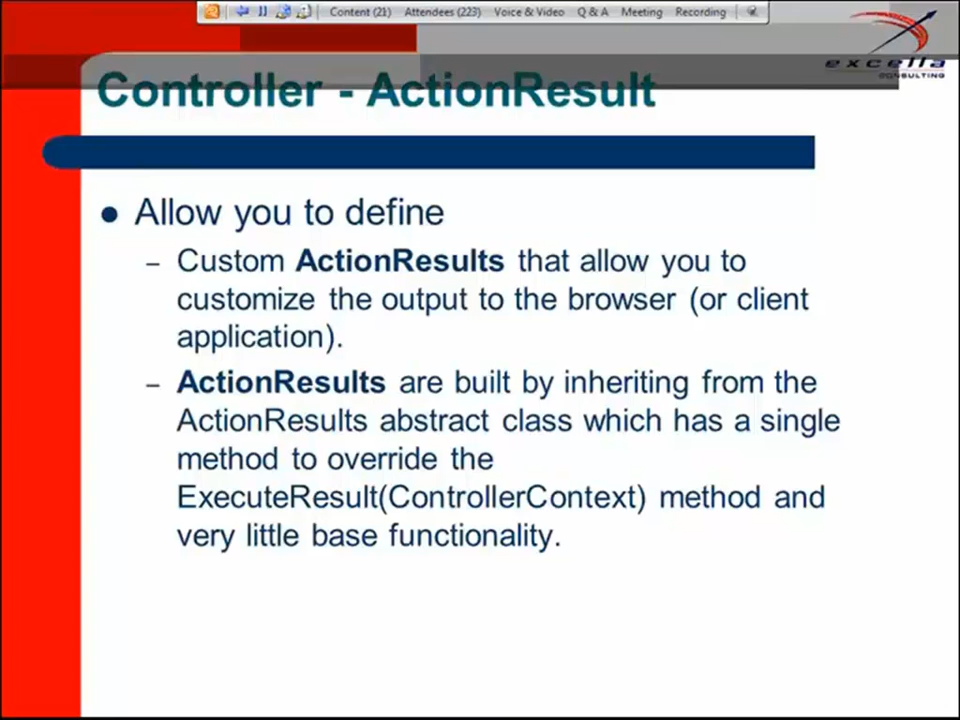 Content (21) Attendees (223) Voice & Video Q & A Meeting Recording
excella
CONSULTING
Controller - ActionResult
● Allow you to define
– Custom ActionResults that allow you to
customize the output to the browser (or client
application).
– ActionResults are built by inheriting from the
ActionResults abstract class which has a single
method to override the
ExecuteResult(ControllerContext) method and
very little base functionality.